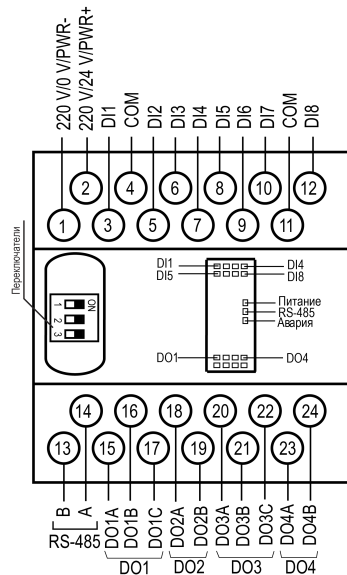 220 V/0 V/PWR-
220 V/24 V/PWR+
DI1
COM
DI2
DI3
DI4
DI5
DI6
DI7
COM
DI8
2 4 6 8 10 12
1 3 5 7 9 11
Переключатели
ON
1
2
3
DI1 DI4
DI5 DI8
Питание
RS-485
Авария
DO1 DO4
14 16 18 20 22 24
13 15 17 19 21 23
B
A
DO1A
DO1B
DO1C
DO2A
DO2B
DO3A
DO3B
DO3C
DO4A
DO4B
RS-485
DO1 DO2 DO3 DO4